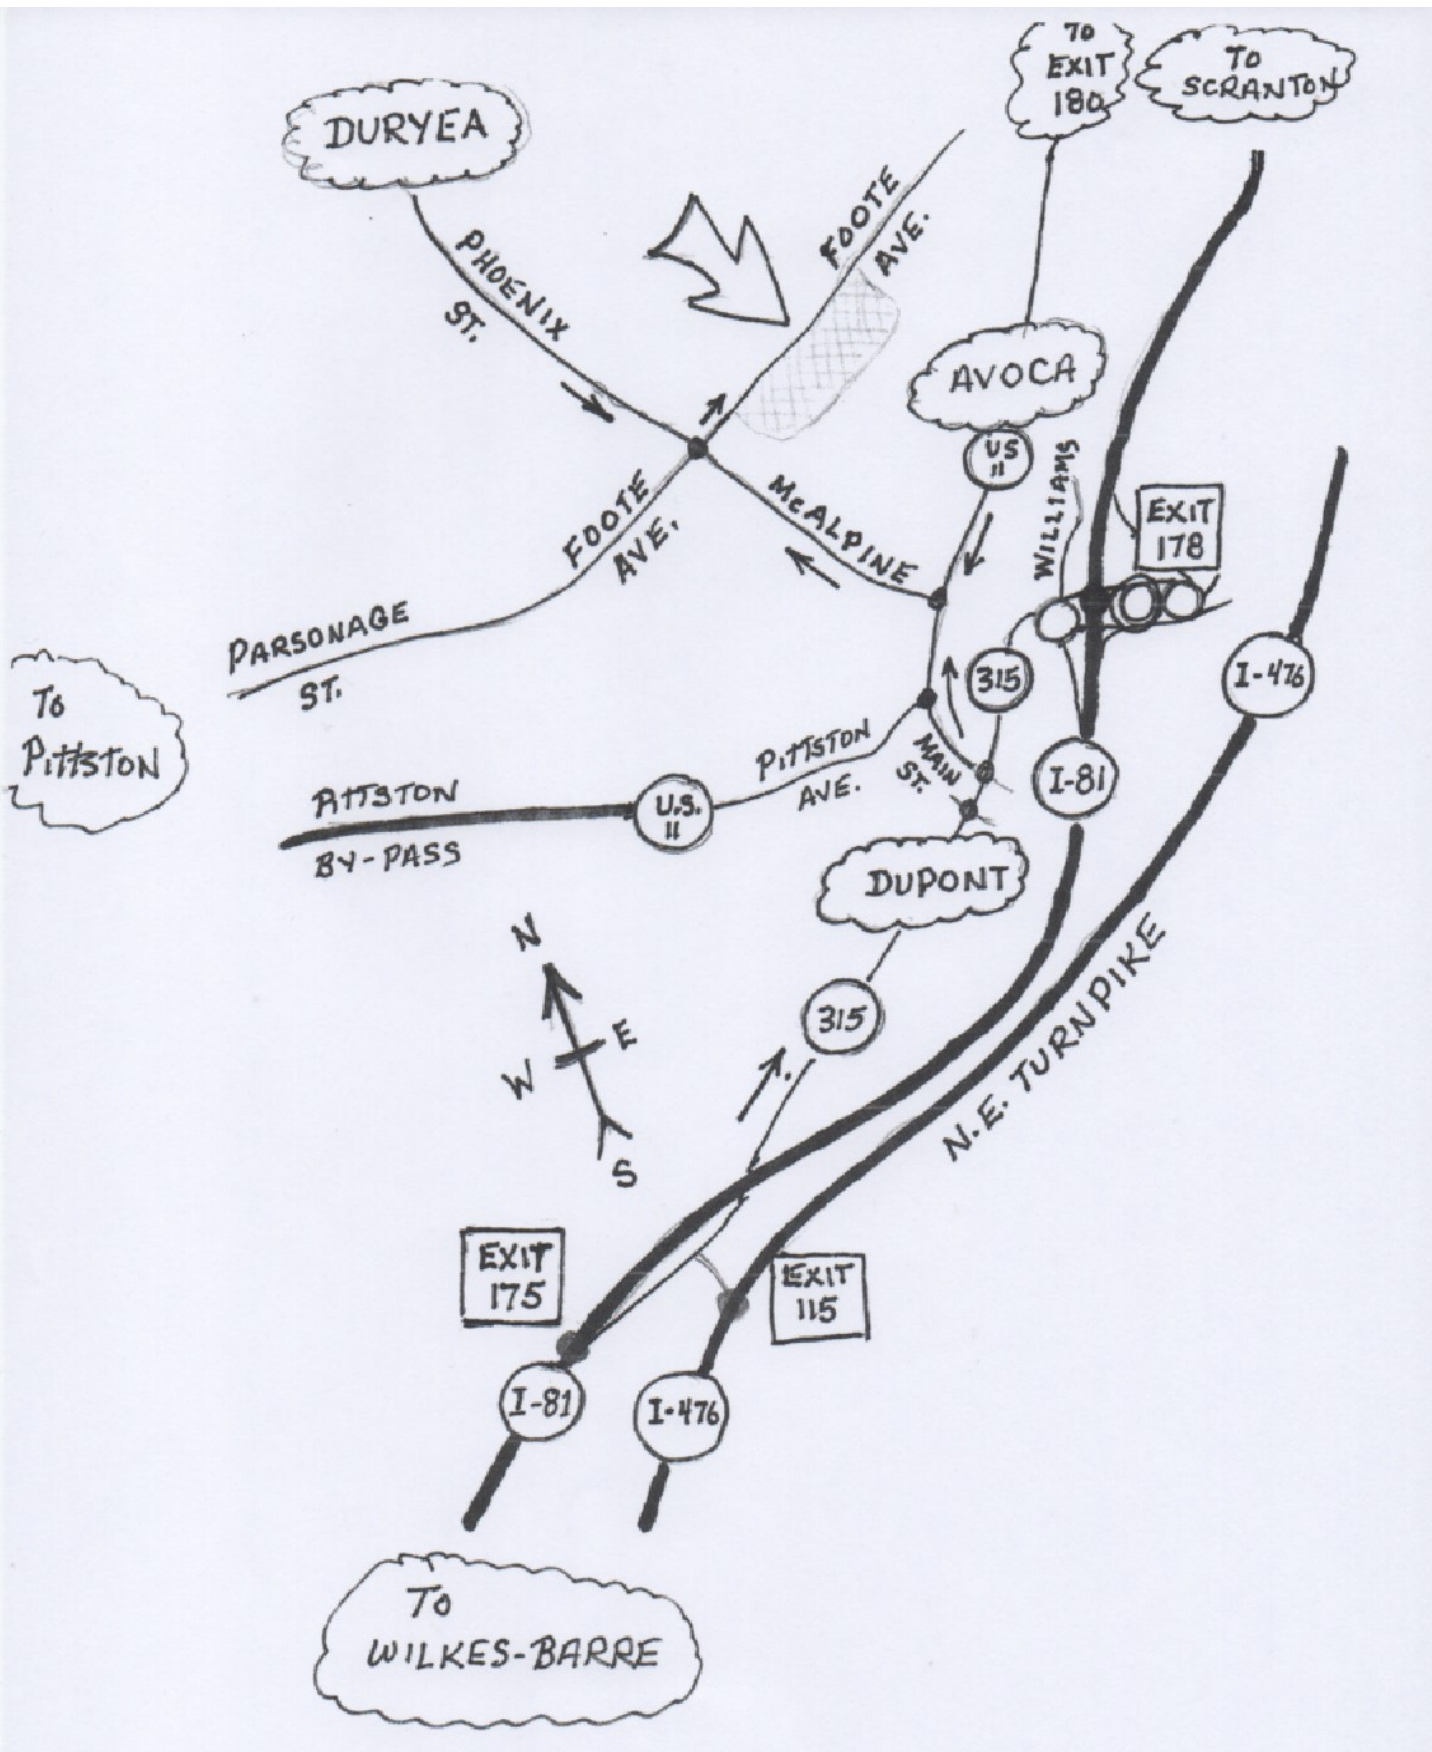 TO
EXIT
180
TO
SCRANTON
DURYEA
FOOTE
AVE.
PHOENIX
ST.
AVOCA
US
11
WILLIAMS
McALPINE
EXIT
178
FOOTE
AVE.
PARSONAGE
ST.
315
I-476
TO
PITTSTON
PITTSTON
AVE.
MAIN
ST.
I-81
PITTSTON
BY-PASS
U.S.
11
DUPONT
N
W
E
S
315
N.E. TURNPIKE
EXIT
175
EXIT
115
I-81
I-476
TO
WILKES-BARRE